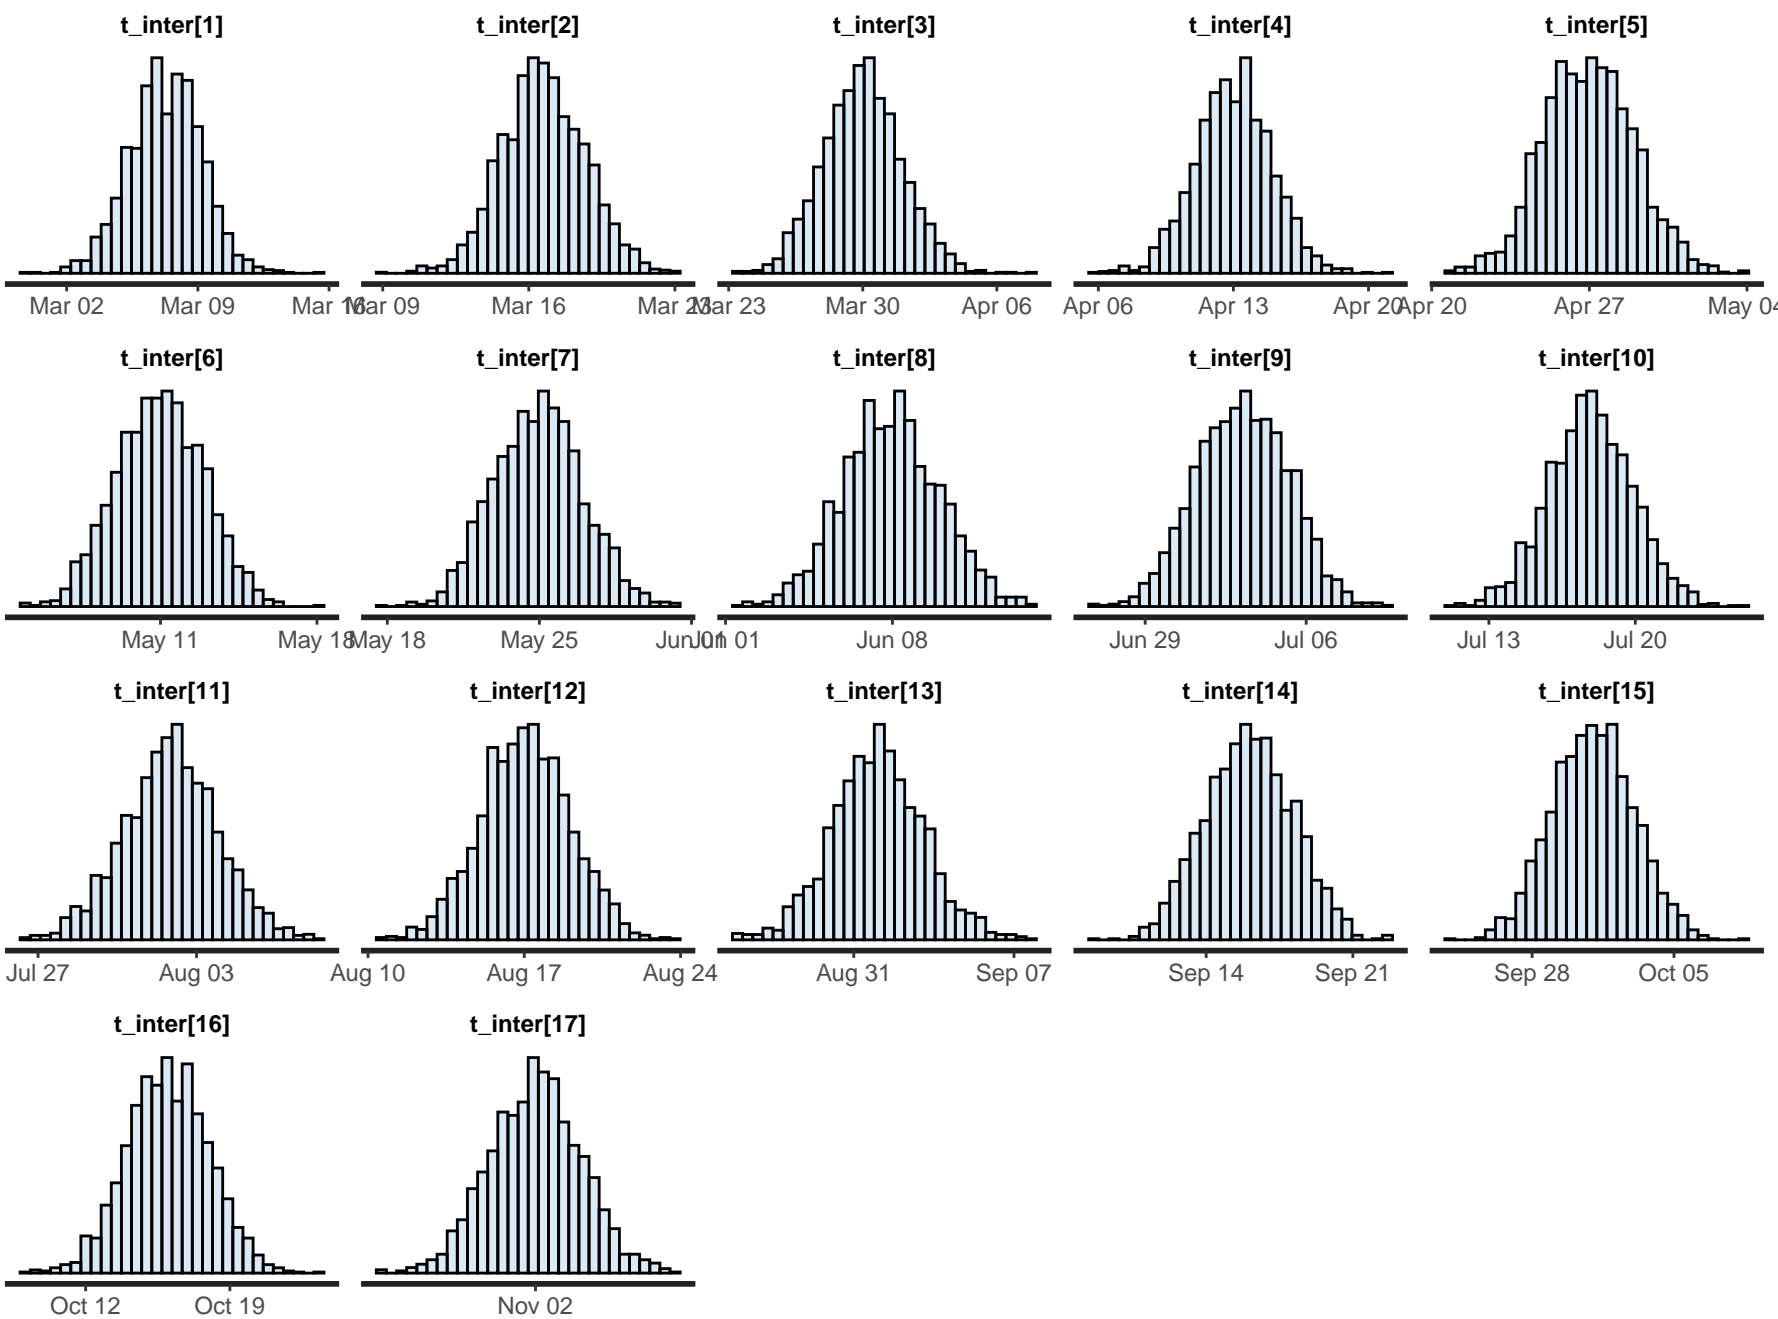 t_inter[1] t_inter[2] t_inter[3] t_inter[4] t_inter[5]
Mar 02 Mar 09 Mar 16 Mar 09 Mar 16 Mar 23 Mar 23 Mar 30 Apr 06 Apr 06 Apr 13 Apr 20 Apr 20 Apr 27 May 04
t_inter[6] t_inter[7] t_inter[8] t_inter[9] t_inter[10]
May 11 May 18 May 18 May 25 Jun 01 Jun 01 Jun 08 Jun 29 Jul 06 Jul 13 Jul 20
t_inter[11] t_inter[12] t_inter[13] t_inter[14] t_inter[15]
Jul 27 Aug 03 Aug 10 Aug 17 Aug 24 Aug 31 Sep 07 Sep 14 Sep 21 Sep 28 Oct 05
t_inter[16] t_inter[17]
Oct 12 Oct 19 Nov 02